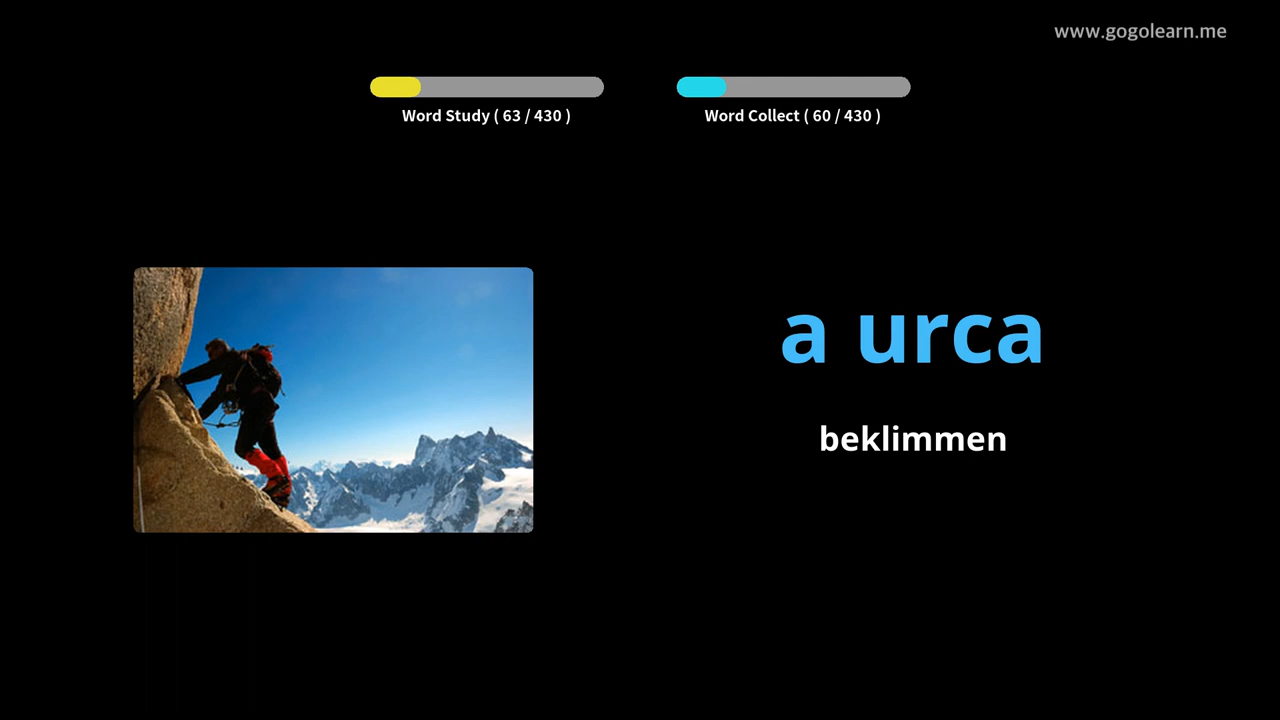 www.gogolearn.me
Word Study ( 63 / 430 )
Word Collect ( 60 / 430 )
a urca
beklimmen